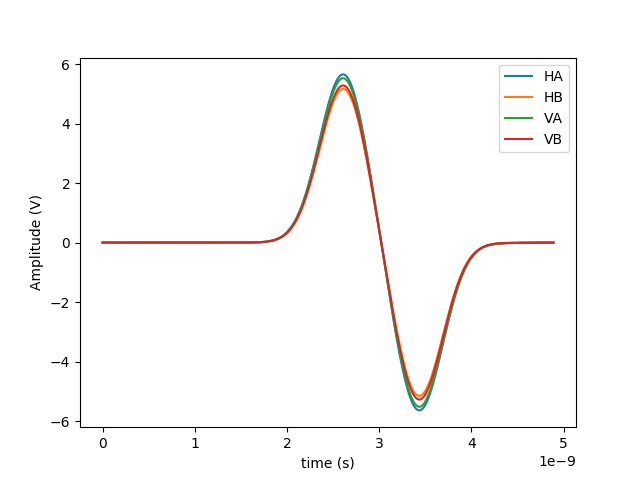 6
4
2
0
−2
−4
−6
Amplitude (V)
HA
HB
VA
VB
0 1 2 3 4 5
1e−9
time (s)